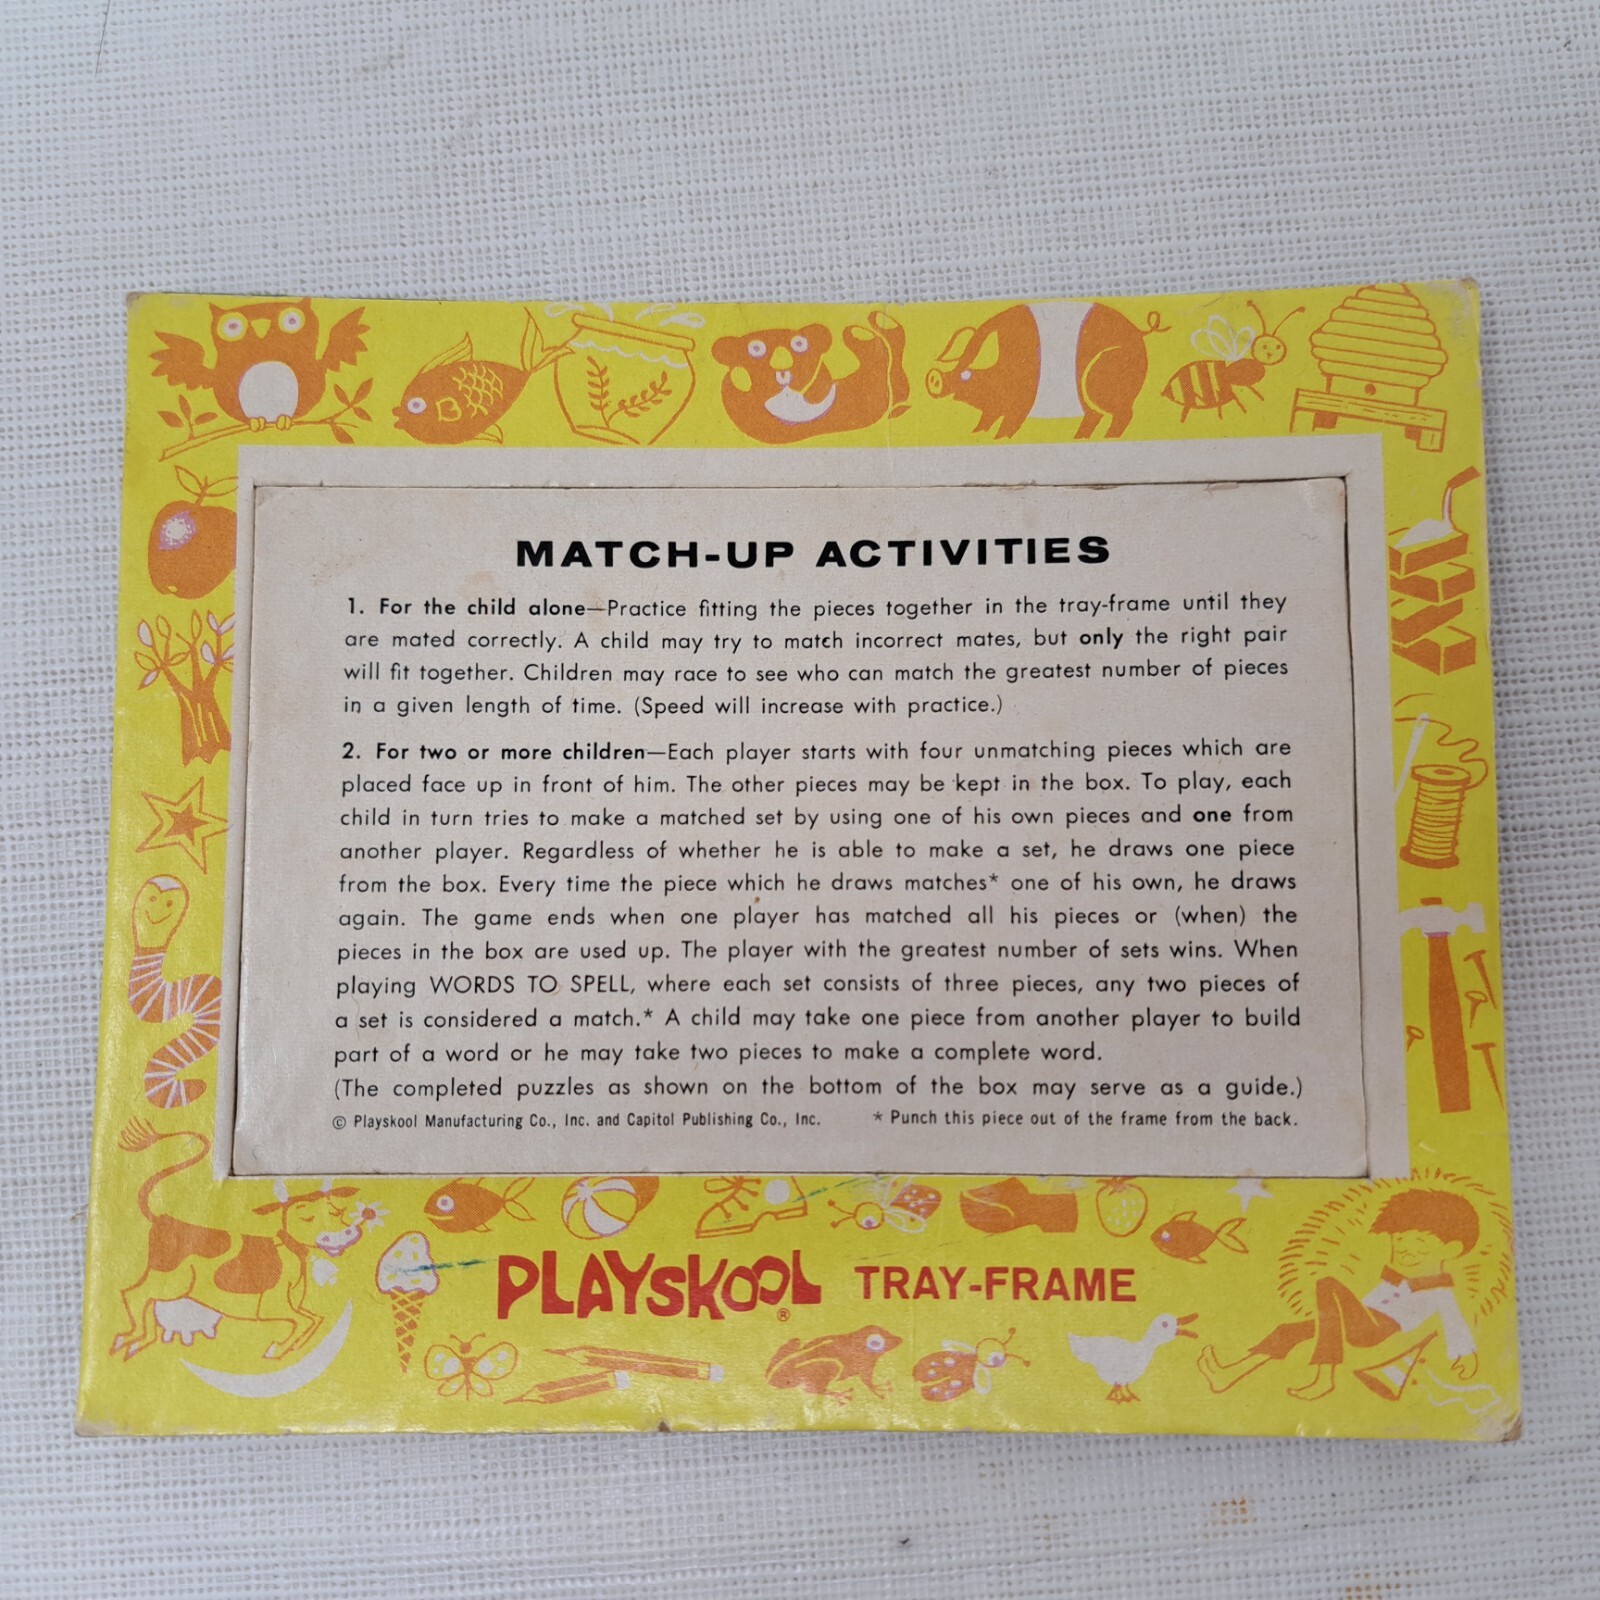 MATCH-UP ACTIVITIES
1. For the child alone—Practice fitting the pieces together in the tray-frame until they
are mated correctly. A child may try to match incorrect mates, but only the right pair
will fit together. Children may race to see who can match the greatest number of pieces
in a given length of time. (Speed will increase with practice.)
2. For two or more children—Each player starts with four unmatching pieces which are
placed face up in front of him. The other pieces may be kept in the box. To play, each
child in turn tries to make a matched set by using one of his own pieces and one from
another player. Regardless of whether he is able to make a set, he draws one piece
from the box. Every time the piece which he draws matches* one of his own, he draws
again. The game ends when one player has matched all his pieces or (when) the
pieces in the box are used up. The player with the greatest number of sets wins. When
playing WORDS TO SPELL, where each set consists of three pieces, any two pieces of
a set is considered a match.* A child may take one piece from another player to build
part of a word or he may take two pieces to make a complete word.
(The completed puzzles as shown on the bottom of the box may serve as a guide.)
© Playskool Manufacturing Co., Inc. and Capitol Publishing Co., Inc. * Punch this piece out of the frame from the back.
PLAYSKOOL® TRAY-FRAME